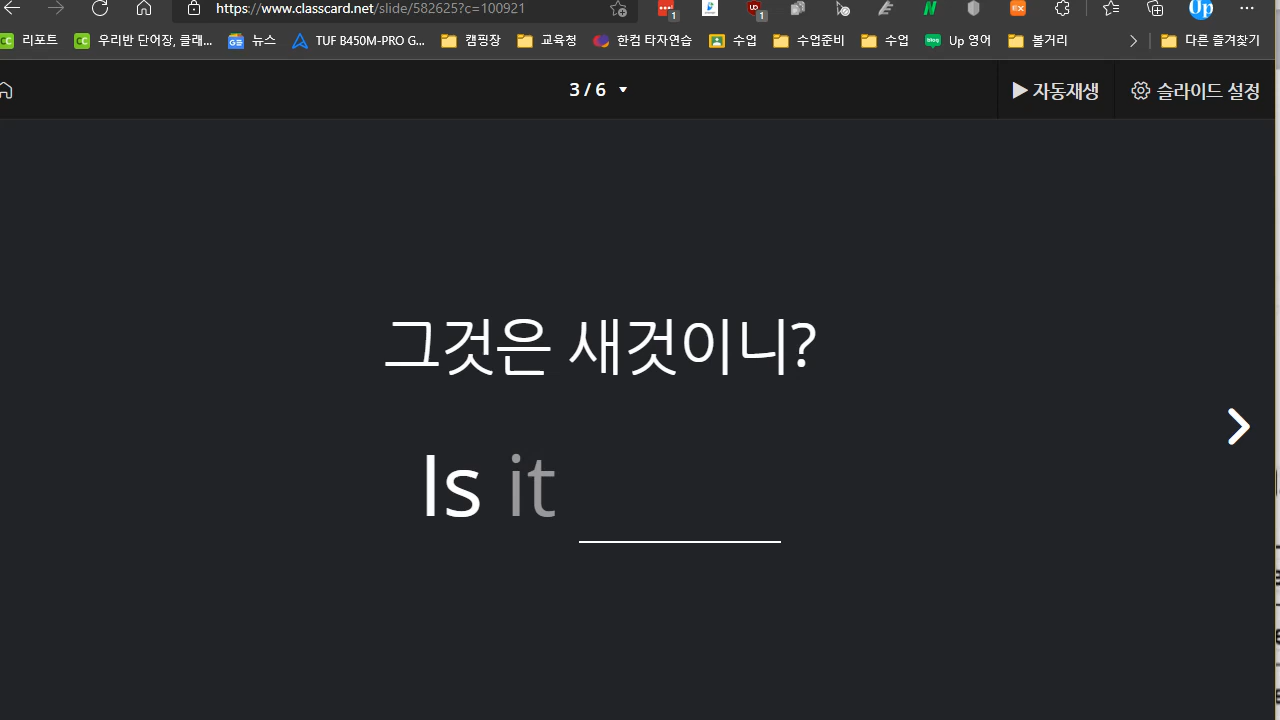 https://www.classcard.net/slide/582625?c=100921
리포트 우리반 단어장, 클래... 뉴스 TUF B450M-PRO G... 캠핑장 교육청 한컴 타자연습 수업 수업준비 수업 Up 영어 볼거리 다른 즐겨찾기
3 / 6 자동재생 슬라이드 설정
그것은 새것이니?
Is it